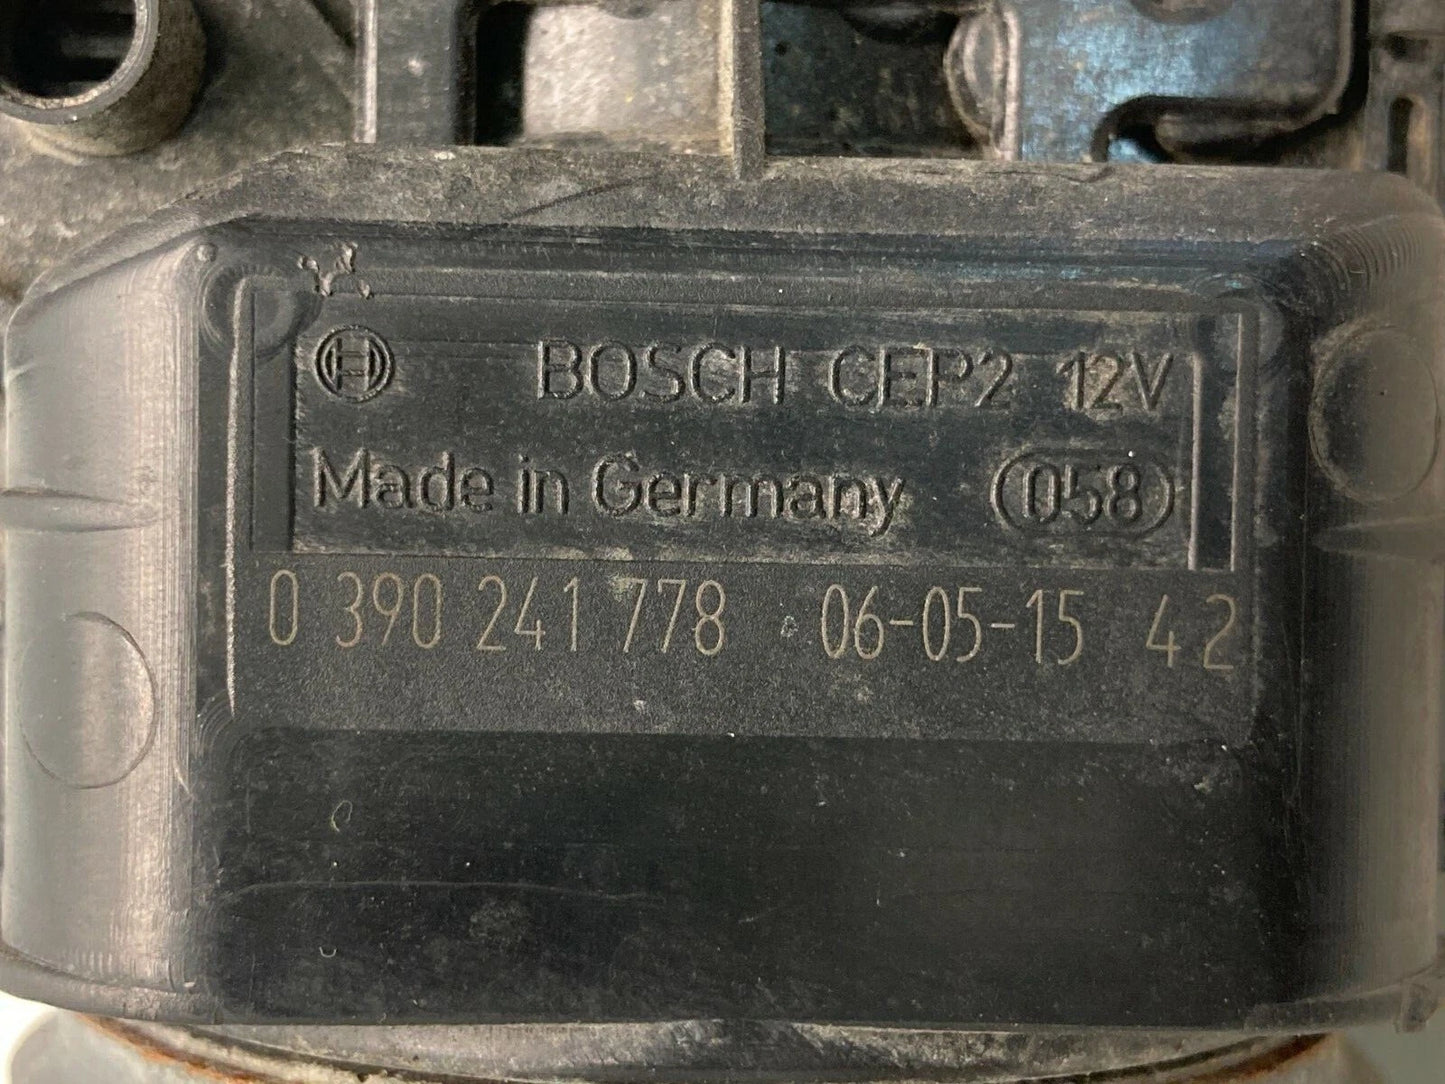 BOSCH CEP2 12V
Made in Germany 058
0 390 241 778 06-05-15 42